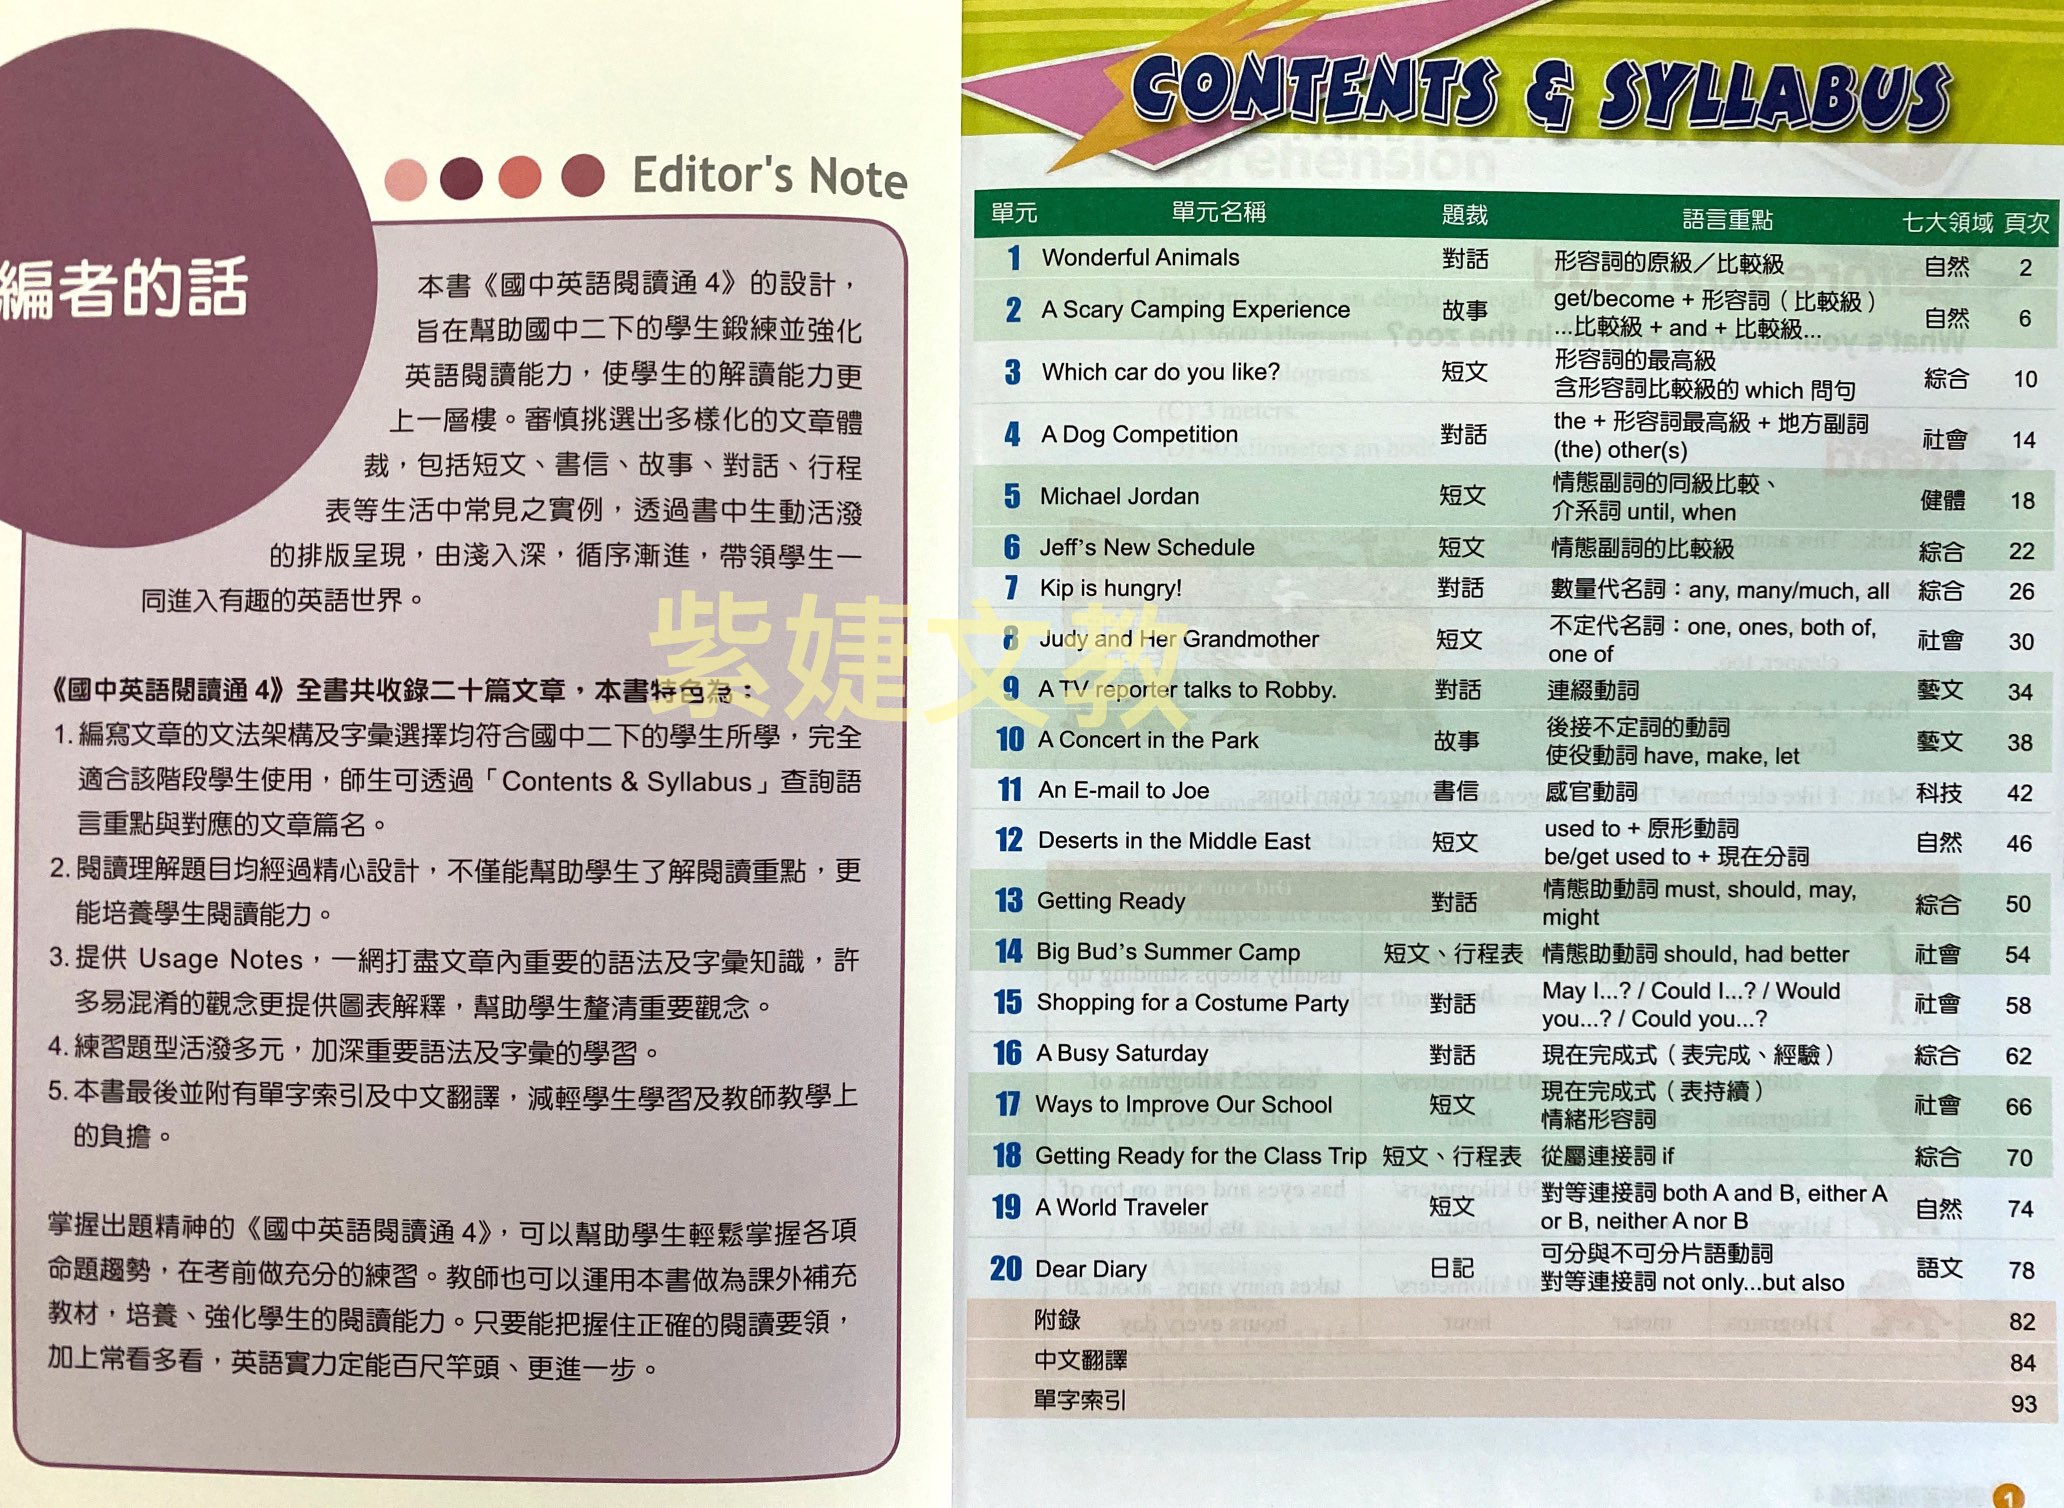 編者的話
Editor's Note
本書《國中英語閱讀通 4》的設計，
旨在幫助國中二下的學生鍛練並強化
英語閱讀能力，使學生的解讀能力更
上一層樓。審慎挑選出多樣化的文章體
裁，包括短文、書信、故事、對話、行程
表等生活中常見之實例，透過書中生動活潑
的排版呈現，由淺入深，循序漸進，帶領學生一
同進入有趣的英語世界。
《國中英語閱讀通 4》全書共收錄二十篇文章，本書特色為：
1. 編寫文章的文法架構及字彙選擇均符合國中二下的學生所學，完全
適合該階段學生使用，師生可透過「Contents & Syllabus」查詢語
言重點與對應的文章篇名。
2. 閱讀理解題目均經過精心設計，不僅能幫助學生了解閱讀重點，更
能培養學生閱讀能力。
3. 提供 Usage Notes，一網打盡文章內重要的語法及字彙知識，許
多易混淆的觀念更提供圖表解釋，幫助學生釐清重要觀念。
4. 練習題型活潑多元，加深重要語法及字彙的學習。
5. 本書最後並附有單字索引及中文翻譯，減輕學生學習及教師教學上
的負擔。
掌握出題精神的《國中英語閱讀通 4》，可以幫助學生輕鬆掌握各項
命題趨勢，在考前做充分的練習。教師也可以運用本書做為課外補充
教材，培養、強化學生的閱讀能力。只要能把握住正確的閱讀要領，
加上常看多看，英語實力定能百尺竿頭、更進一步。
紫婕文教
CONTENTS & SYLLABUS
單元 單元名稱 題裁 語言重點 七大領域 頁次
1 Wonderful Animals 對話 形容詞的原級／比較級 自然 2
2 A Scary Camping Experience 故事 get/become + 形容詞（比較級） 自然 6
...比較級 + and + 比較級...
3 Which car do you like? 短文 形容詞的最高級 綜合 10
含形容詞比較級的 which 問句
4 A Dog Competition 對話 the + 形容詞最高級 + 地方副詞 社會 14
(the) other(s)
5 Michael Jordan 短文 情態副詞的同級比較、 健體 18
介系詞 until, when
6 Jeff's New Schedule 短文 情態副詞的比較級 綜合 22
7 Kip is hungry! 對話 數量代名詞：any, many/much, all 綜合 26
8 Judy and Her Grandmother 短文 不定代名詞：one, ones, both of, 社會 30
one of
9 A TV reporter talks to Robby. 對話 連綴動詞 藝文 34
10 A Concert in the Park 故事 後接不定詞的動詞 藝文 38
使役動詞 have, make, let
11 An E-mail to Joe 書信 感官動詞 科技 42
12 Deserts in the Middle East 短文 used to + 原形動詞 自然 46
be/get used to + 現在分詞
13 Getting Ready 對話 情態助動詞 must, should, may, 綜合 50
might
14 Big Bud's Summer Camp 短文、行程表 情態助動詞 should, had better 社會 54
15 Shopping for a Costume Party 對話 May I...? / Could I...? / Would 社會 58
you...? / Could you...?
16 A Busy Saturday 對話 現在完成式（表完成、經驗） 綜合 62
17 Ways to Improve Our School 短文 現在完成式（表持續） 社會 66
情緒形容詞
18 Getting Ready for the Class Trip 短文、行程表 從屬連接詞 if 綜合 70
19 A World Traveler 短文 對等連接詞 both A and B, either A 自然 74
or B, neither A nor B
20 Dear Diary 日記 可分與不可分片語動詞 語文 78
對等連接詞 not only...but also
附錄 82
中文翻譯 84
單字索引 93
1